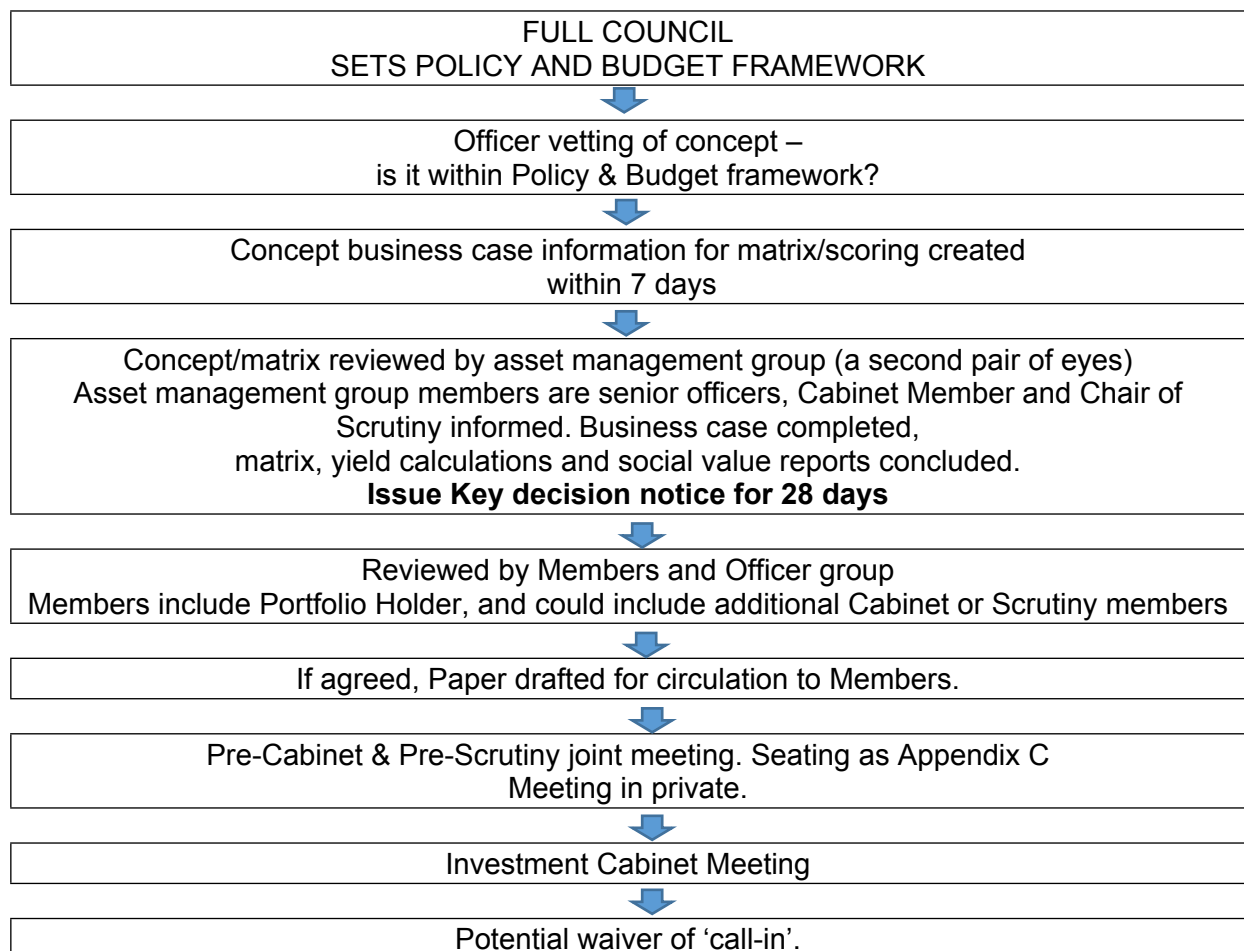 FULL COUNCIL
SETS POLICY AND BUDGET FRAMEWORK
Officer vetting of concept –
is it within Policy & Budget framework?
Concept business case information for matrix/scoring created
within 7 days
Concept/matrix reviewed by asset management group (a second pair of eyes)
Asset management group members are senior officers, Cabinet Member and Chair of
Scrutiny informed. Business case completed,
matrix, yield calculations and social value reports concluded.
Issue Key decision notice for 28 days
Reviewed by Members and Officer group
Members include Portfolio Holder, and could include additional Cabinet or Scrutiny members
If agreed, Paper drafted for circulation to Members.
Pre-Cabinet & Pre-Scrutiny joint meeting. Seating as Appendix C
Meeting in private.
Investment Cabinet Meeting
Potential waiver of ‘call-in’.